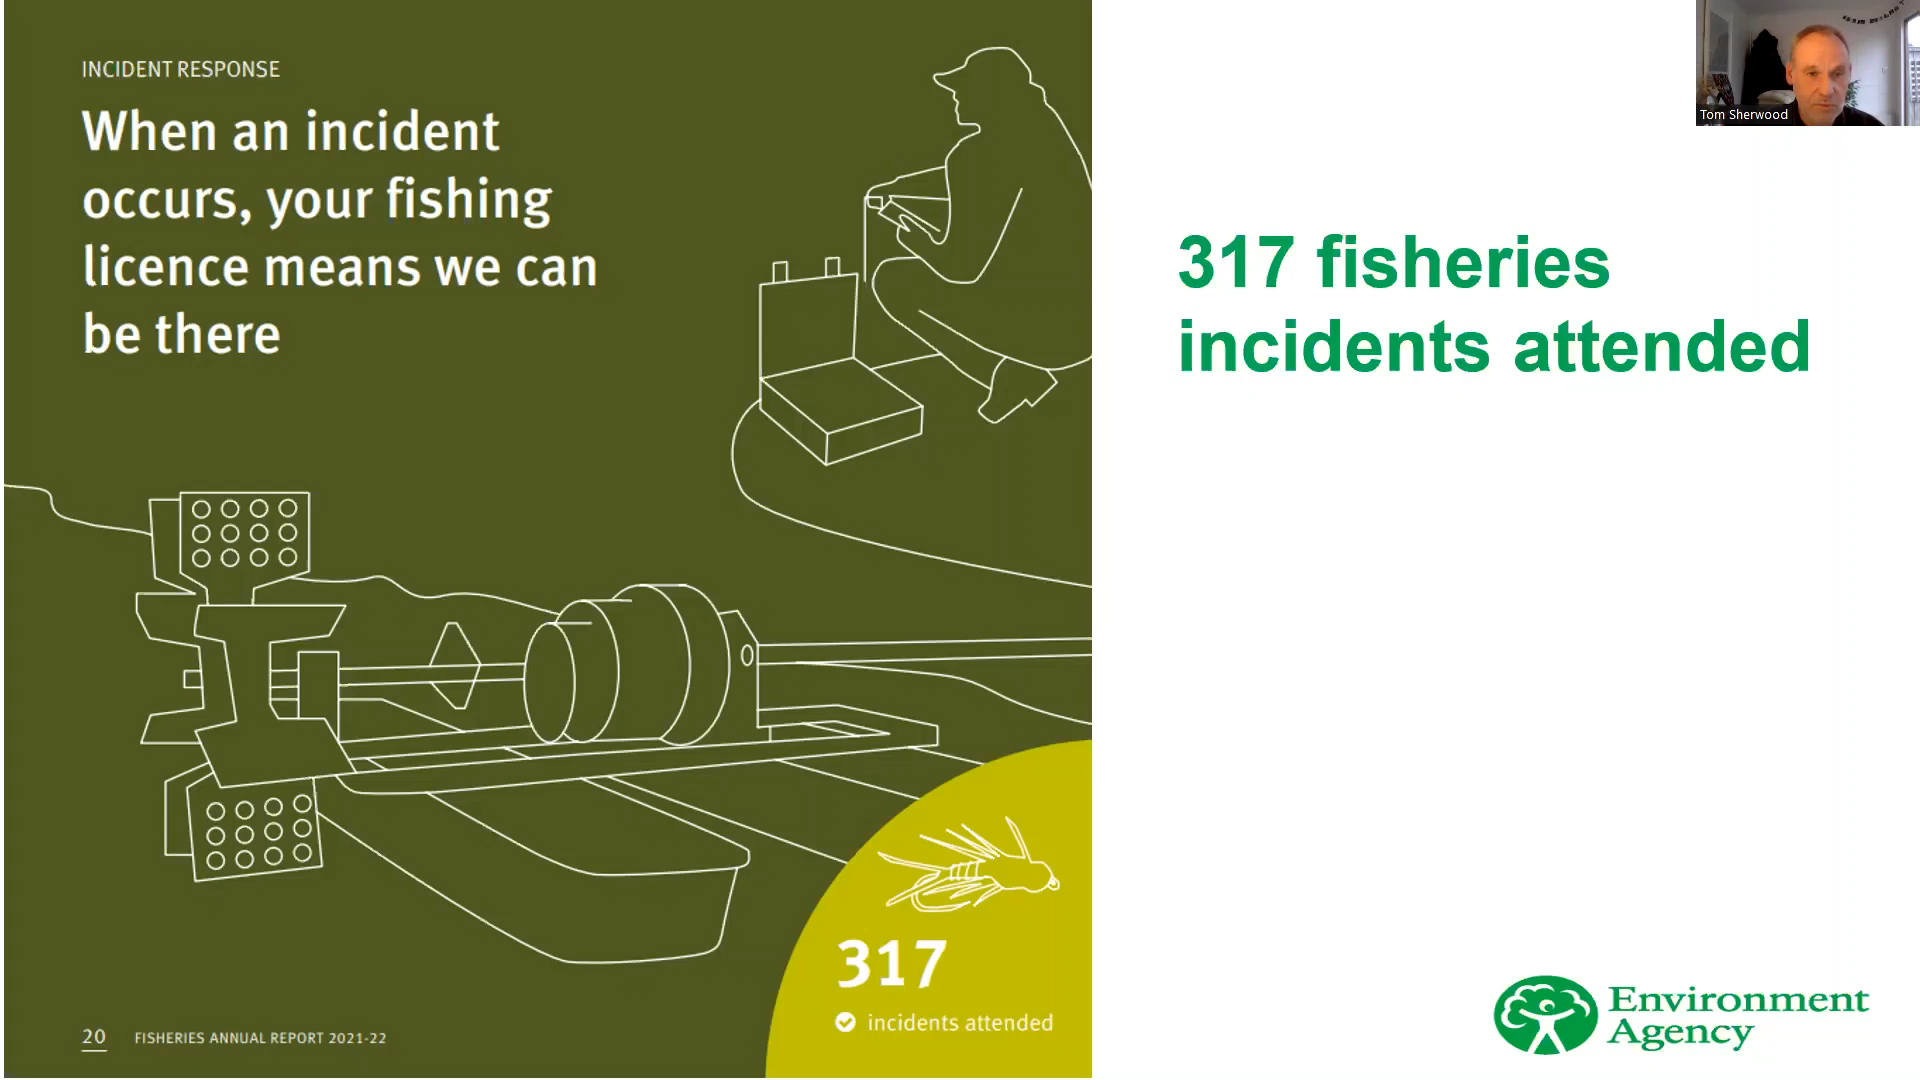 INCIDENT RESPONSE
When an incident
occurs, your fishing
licence means we can
be there
317
incidents attended
20 FISHERIES ANNUAL REPORT 2021-22
Tom Sherwood
317 fisheries
incidents attended
Environment
Agency